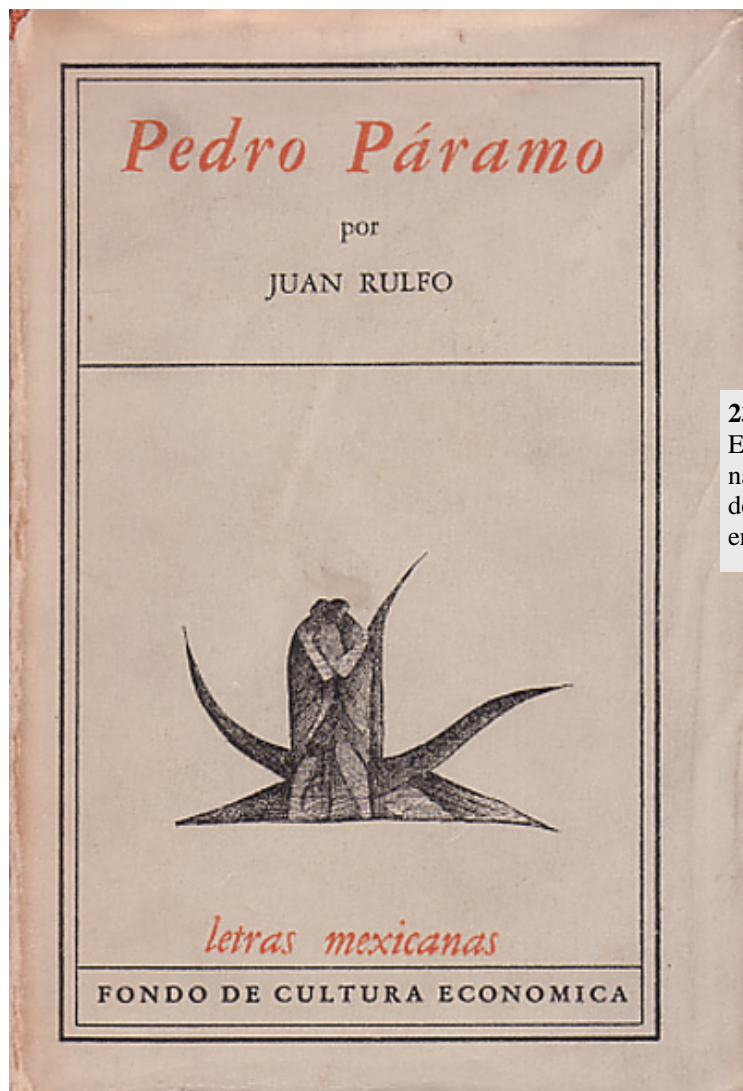 Pedro Páramo
por
JUAN RULFO
letras mexicanas
FONDO DE CULTURA ECONOMICA